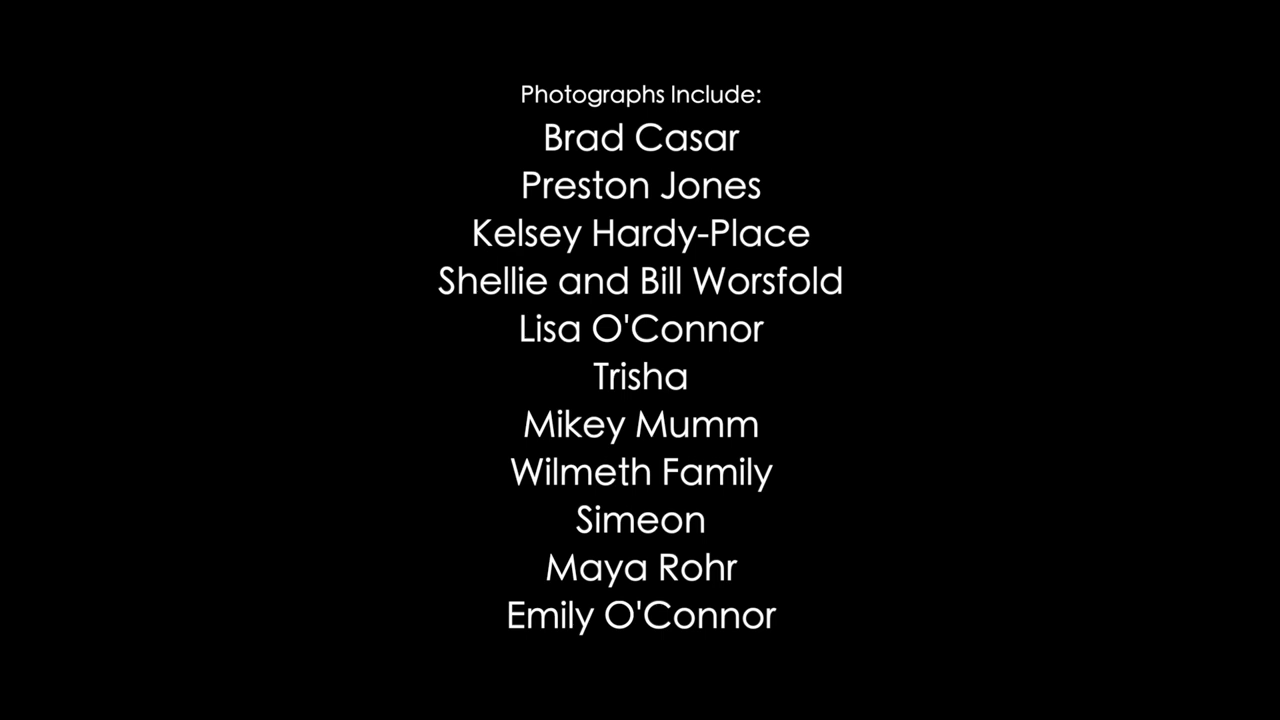 Photographs Include:
Brad Casar
Preston Jones
Kelsey Hardy-Place
Shellie and Bill Worsfold
Lisa O'Connor
Trisha
Mikey Mumm
Wilmeth Family
Simeon
Maya Rohr
Emily O'Connor